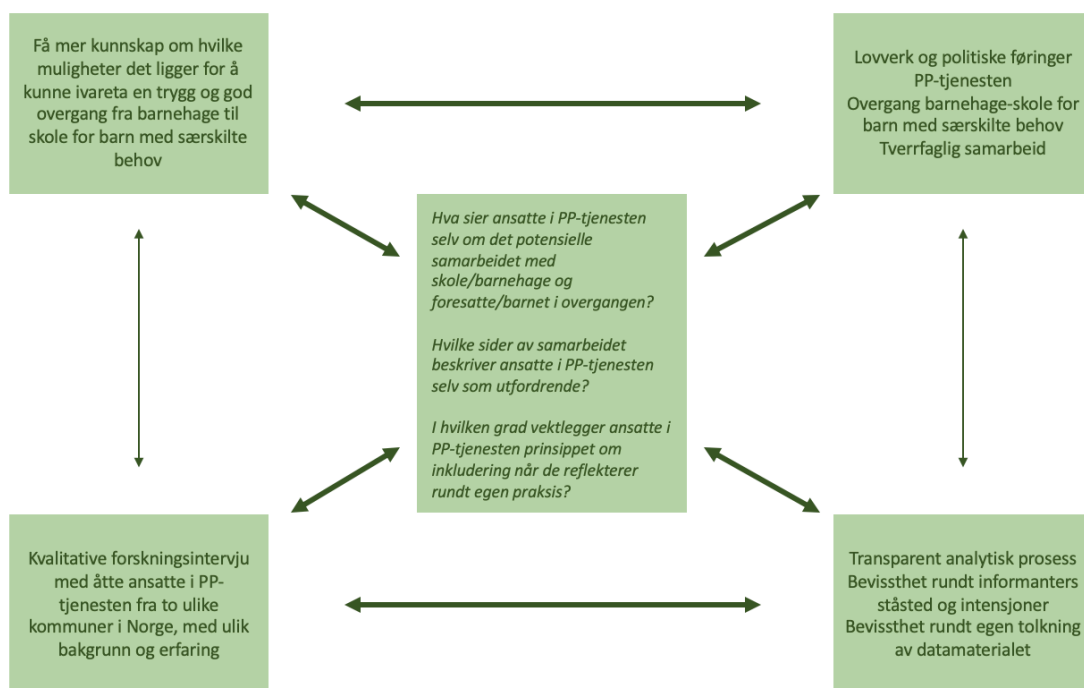 Få mer kunnskap om hvilke
muligheter det ligger for å
kunne ivareta en trygg og god
overgang fra barnehage til
skole for barn med særskilte
behov
Lovverk og politiske føringer
PP-tjenesten
Overgang barnehage-skole for
barn med særskilte behov
Tverrfaglig samarbeid
Hva sier ansatte i PP-tjenesten
selv om det potensielle
samarbeidet med
skole/barnehage og
foresatte/barnet i overgangen?
Hvilke sider av samarbeidet
beskriver ansatte i PP-tjenesten
selv som utfordrende?
I hvilken grad vektlegger ansatte i
PP-tjenesten prinsippet om
inkludering når de reflekterer
rundt egen praksis?
Kvalitative forskningsintervju
med åtte ansatte i PP-
tjenesten fra to ulike
kommuner i Norge, med ulik
bakgrunn og erfaring
Transparent analytisk prosess
Bevissthet rundt informanters
ståsted og intensjoner
Bevissthet rundt egen tolkning
av datamaterialet